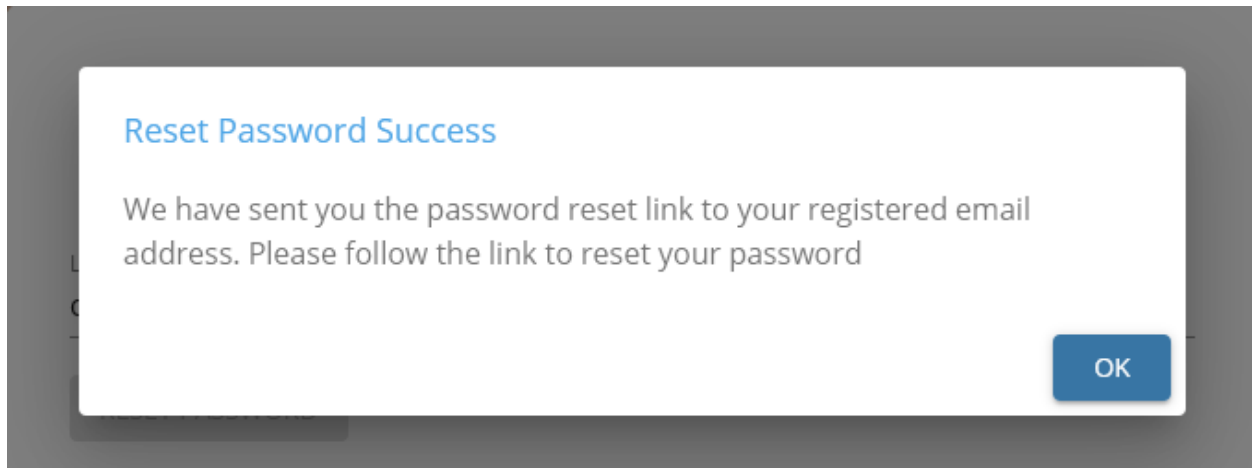 Reset Password Success
We have sent you the password reset link to your registered email
address. Please follow the link to reset your password
OK